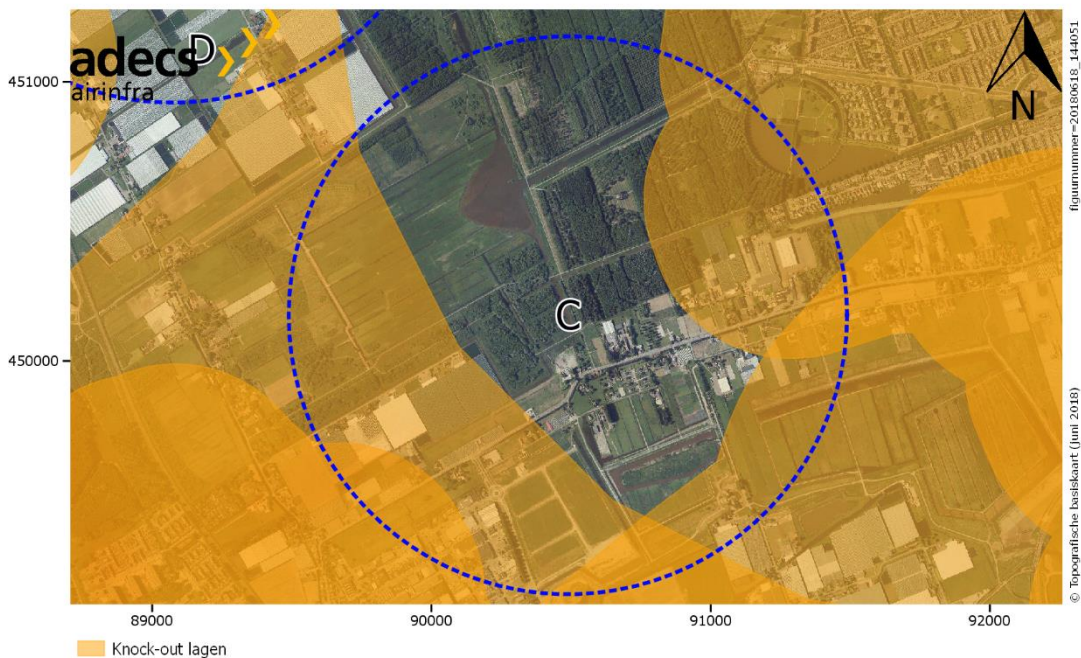 adecs
airinfra
D
N
C
451000
450000
89000
90000
91000
92000
Knock-out lagen
figuurnummer=20180618_144051
© Topografische basiskaart (juni 2018)